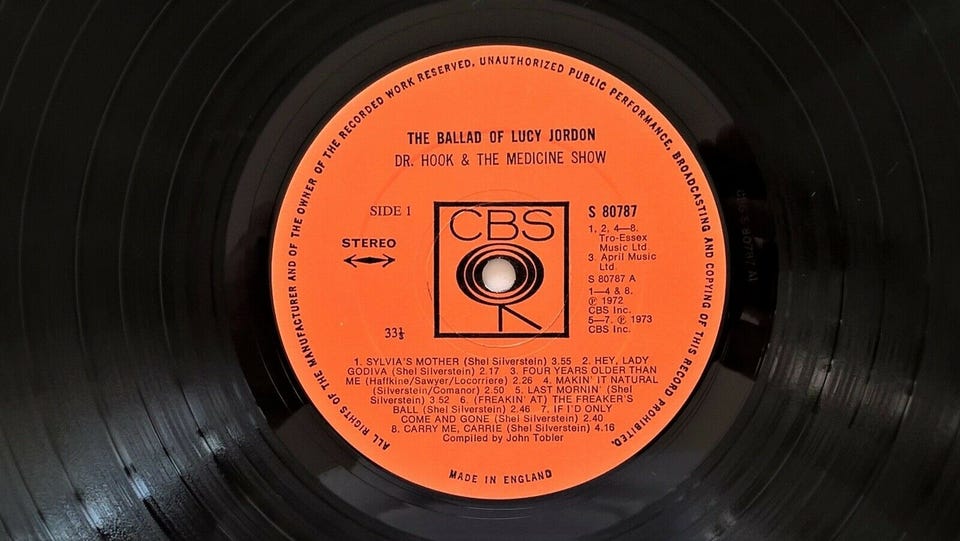 ALL RIGHTS OF THE MANUFACTURER AND OF THE OWNER OF THE RECORDED WORK RESERVED, UNAUTHORIZED PUBLIC PERFORMANCE, BROADCASTING AND COPYING OF THIS RECORD PROHIBITED.
THE BALLAD OF LUCY JORDON
DR. HOOK & THE MEDICINE SHOW
SIDE 1
STEREO
33⅓
CBS
S 80787
1, 2, 4—8.
Tro-Essex
Music Ltd.
3. April Music
Ltd.
S 80787 A
1—4 & 8.
℗ 1972
CBS Inc.
5—7. ℗ 1973
CBS Inc.
1. SYLVIA'S MOTHER (Shel Silverstein) 3.55 2. HEY, LADY
GODIVA (Shel Silverstein) 2.17 3. FOUR YEARS OLDER THAN
ME (Haffkine/Sawyer/Locorriere) 2.26 4. MAKIN' IT NATURAL
(Silverstein/Comanor) 2.50 5. LAST MORNIN' (Shel
Silverstein) 3 52 6. (FREAKIN' AT) THE FREAKER'S
BALL (Shel Silverstein) 2.46 7. IF I'D ONLY
COME AND GONE (Shel Silverstein) 2.40
8. CARRY ME, CARRIE (Shel Silverstein) 4.16
Compiled by John Tobler
MADE IN ENGLAND